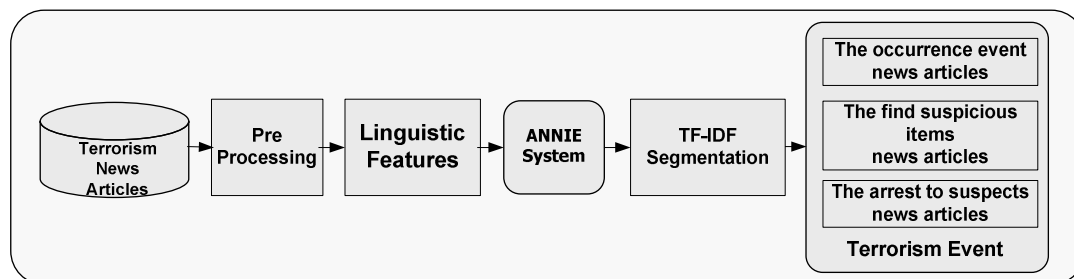 Terrorism
News
Articles
Pre
Processing
Linguistic
Features
ANNIE
System
TF-IDF
Segmentation
The occurrence event
news articles
The find suspicious
items
news articles
The arrest to suspects
news articles
Terrorism Event